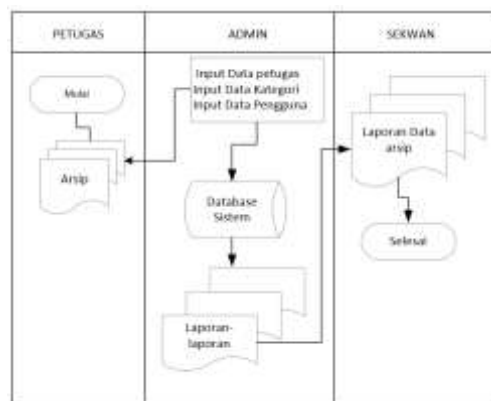 PETUGAS
ADMIN
SEKWAN
Mulai
Arsip
Input Data petugas
Input Data Kategori
Input Data Pengguna
Database
Sistem
Laporan-
laporan
Laporan Data
arsip
Selesai